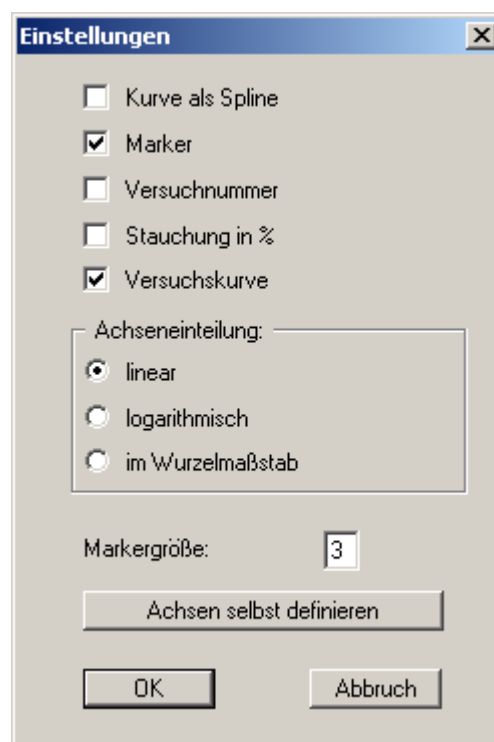 Einstellungen
Kurve als Spline
Marker
Versuchnummer
Stauchung in %
Versuchskurve
Achseneinteilung:
linear
logarithmisch
im Wurzelmaßstab
Markergröße: 3
Achsen selbst definieren
OK Abbruch